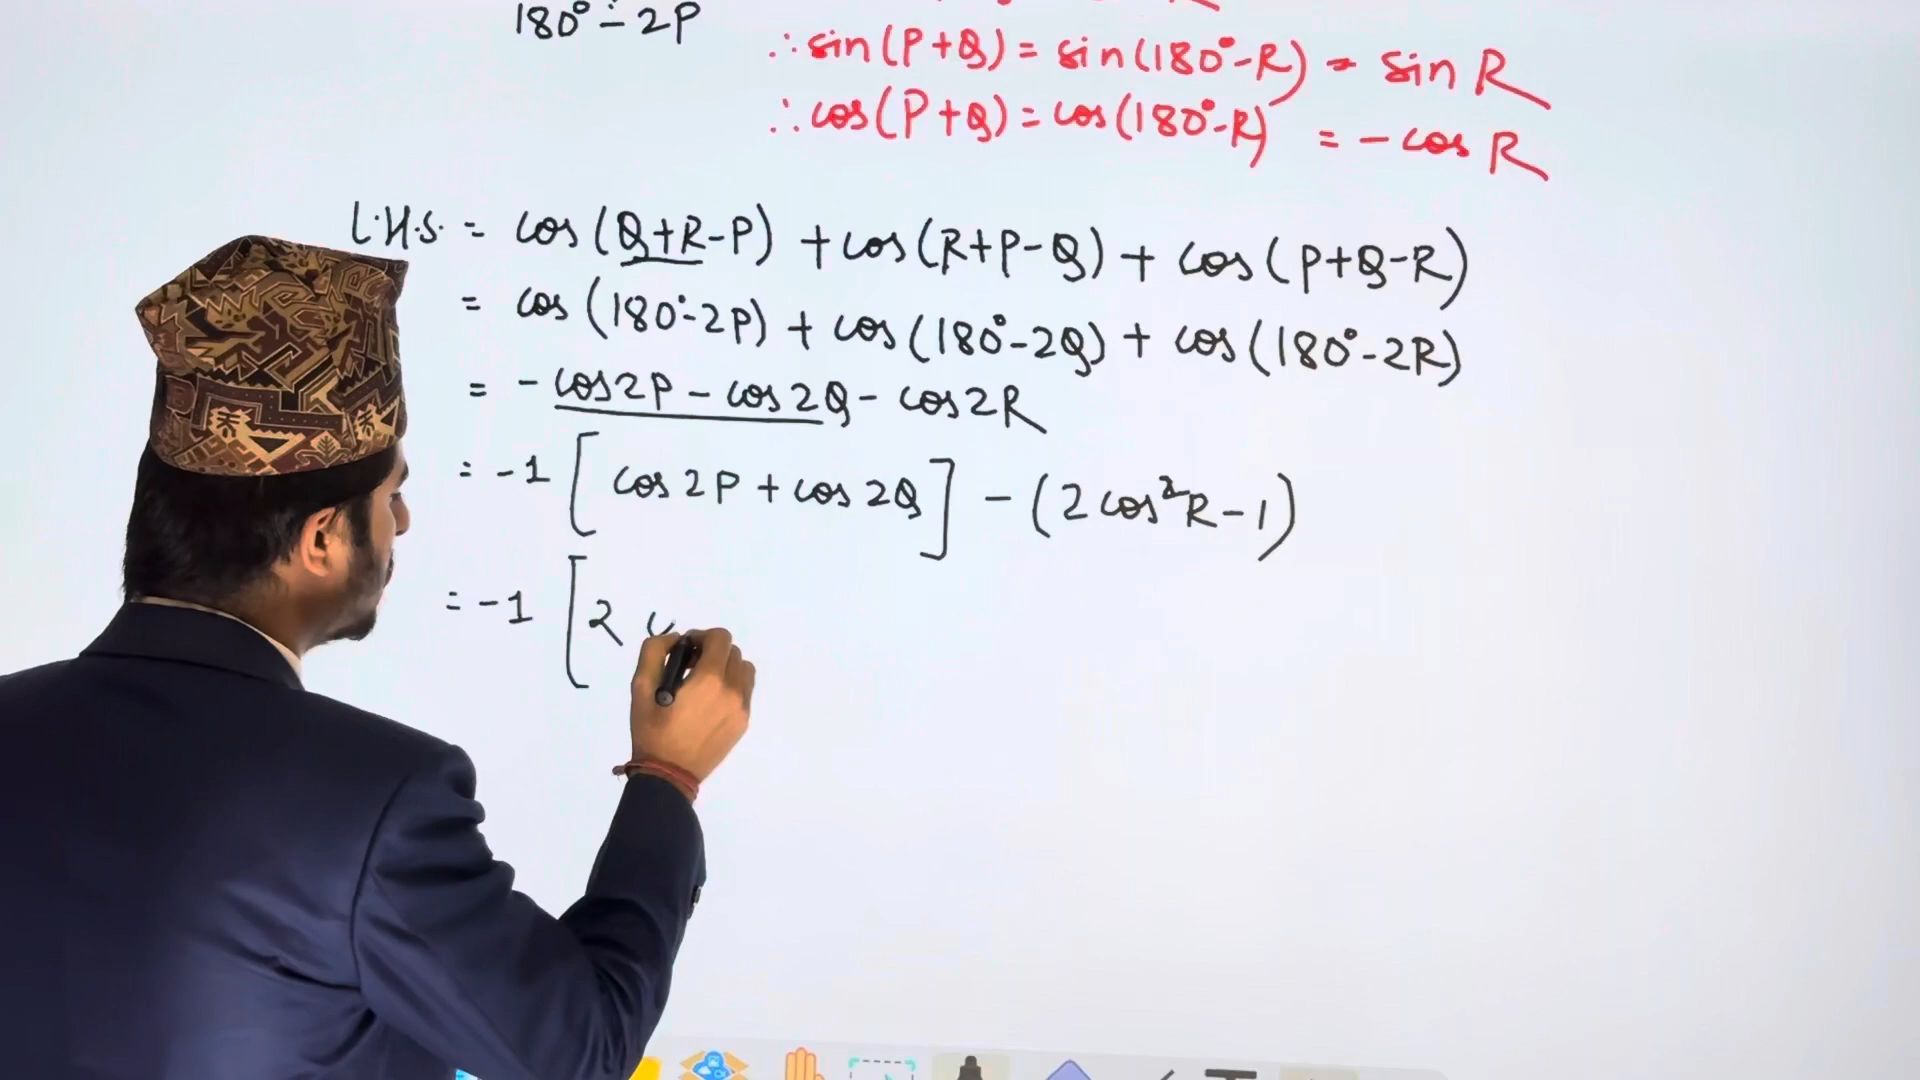 180° - 2P
∴ sin(P+Q) = sin(180°-R) = sin R
∴ cos(P+Q) = cos(180°-R) = - cos R
L.H.S. = cos(Q+R-P) + cos(R+P-Q) + cos(P+Q-R)
= cos(180°-2P) + cos(180°-2Q) + cos(180°-2R)
= - cos2P - cos2Q - cos2R
= -1 [cos 2P + cos 2Q] - (2cos²R-1)
= -1 [2